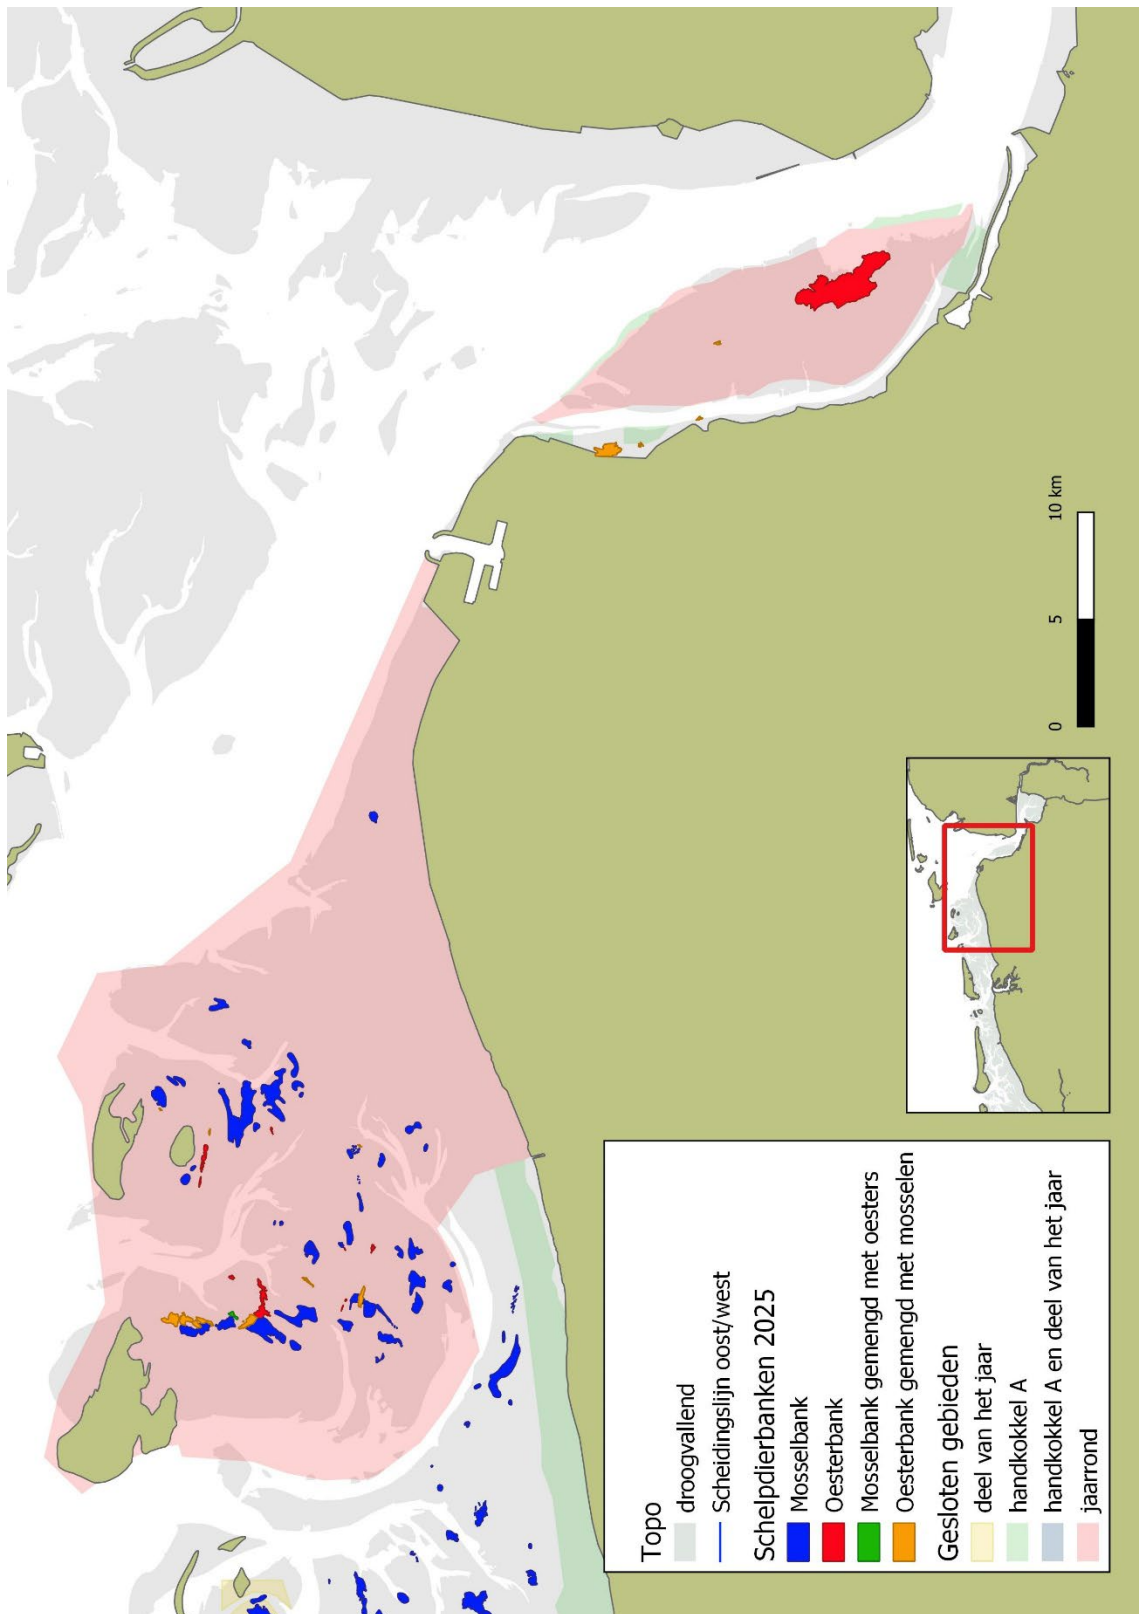 Topo
droogvallend
Scheidingslijn oost/west
Schelpdierbanken 2025
Mosselbank
Oesterbank
Mosselbank gemengd met oesters
Oesterbank gemengd met mosselen
Gesloten gebieden
deel van het jaar
handkokkel A
handkokkel A en deel van het jaar
jaarrond
0 5 10 km